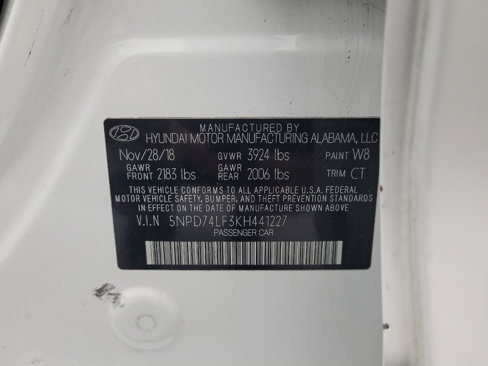 MANUFACTURED BY
HYUNDAI MOTOR MANUFACTURING ALABAMA, LLC
Nov/28/18 GVWR 3924 lbs PAINT W8
GAWR FRONT 2183 lbs GAWR REAR 2006 lbs TRIM CT
THIS VEHICLE CONFORMS TO ALL APPLICABLE U.S.A. FEDERAL
MOTOR VEHICLE SAFETY, BUMPER, AND THEFT PREVENTION
STANDARDS IN EFFECT ON THE DATE OF MANUFACTURE SHOWN ABOVE.
V.I.N 5NPD74LF3KH441227
PASSENGER CAR